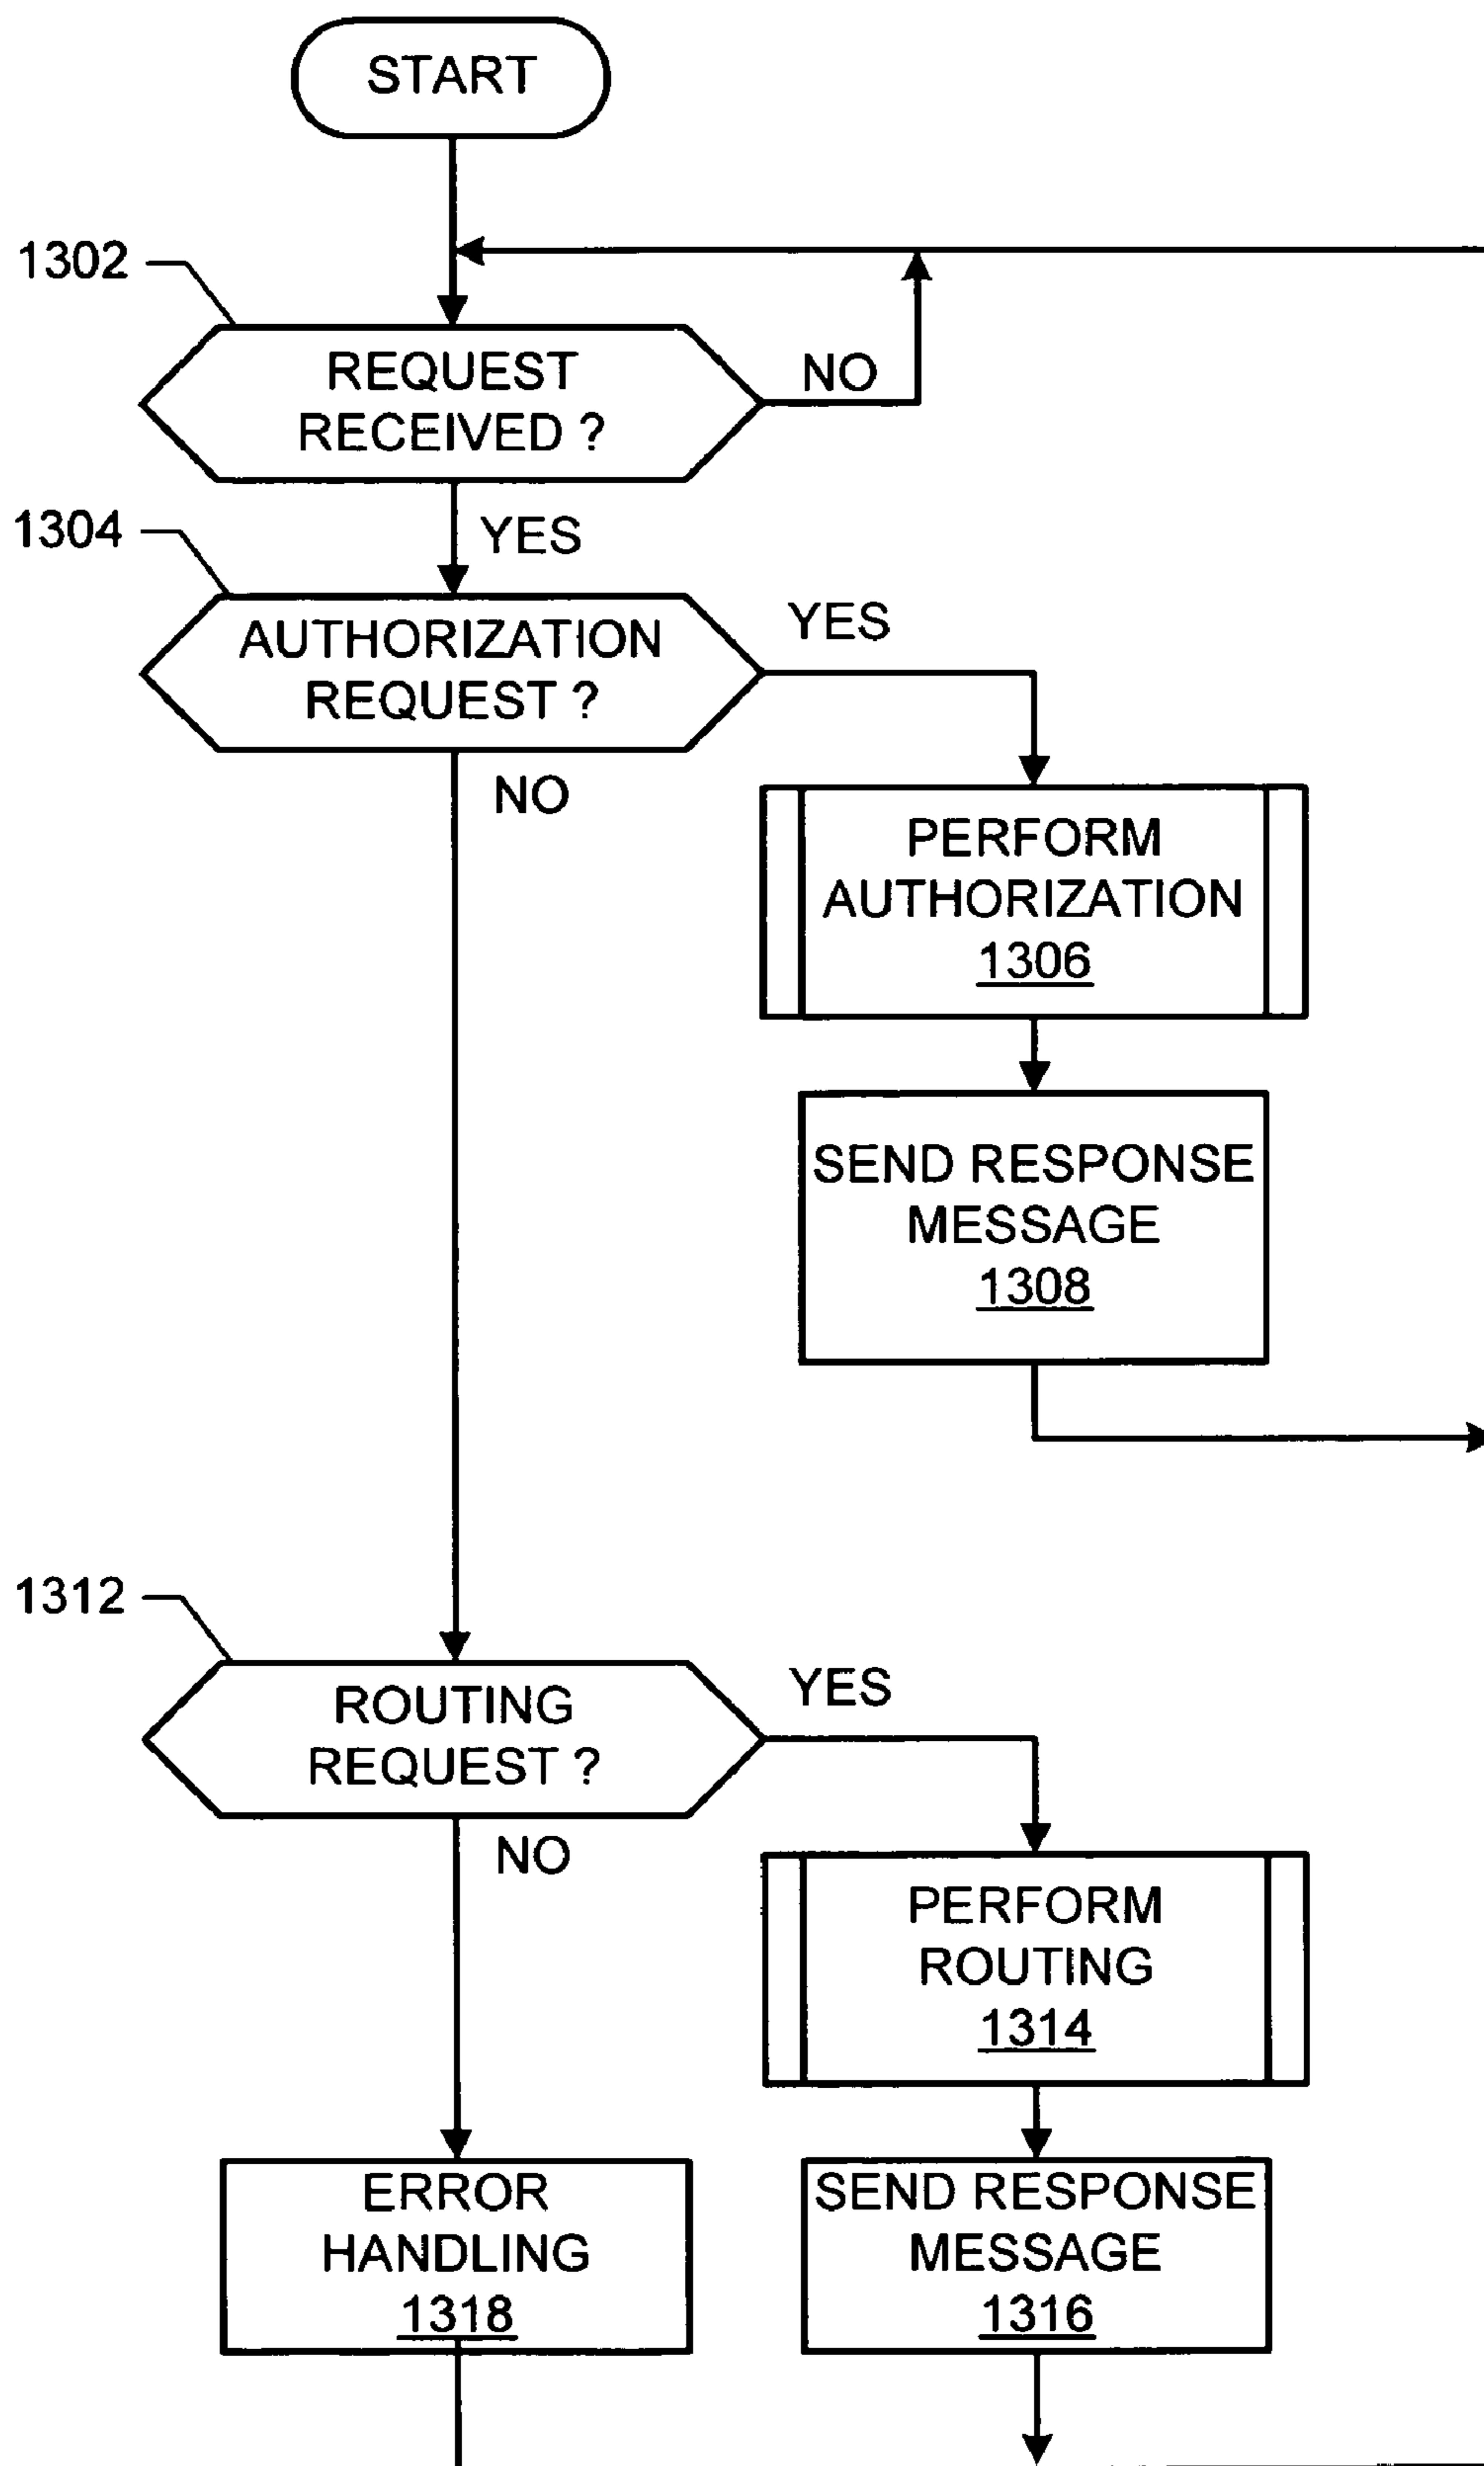 START
1302
REQUEST
RECEIVED ?
NO
YES
1304
AUTHORIZATION
REQUEST ?
YES
NO
PERFORM
AUTHORIZATION
1306
SEND RESPONSE
MESSAGE
1308
1312
ROUTING
REQUEST ?
YES
NO
PERFORM
ROUTING
1314
ERROR
HANDLING
1318
SEND RESPONSE
MESSAGE
1316